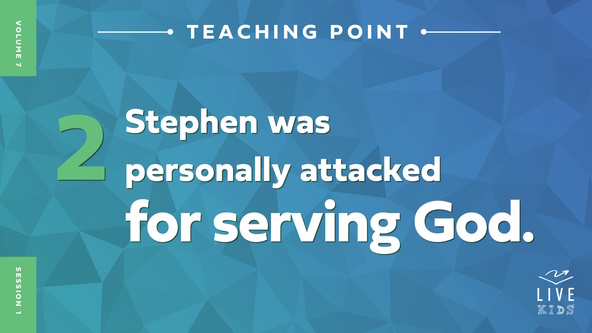 VOLUME 7
TEACHING POINT
2
Stephen was
personally attacked
for serving God.
SESSION 1
LIVE
KIDS